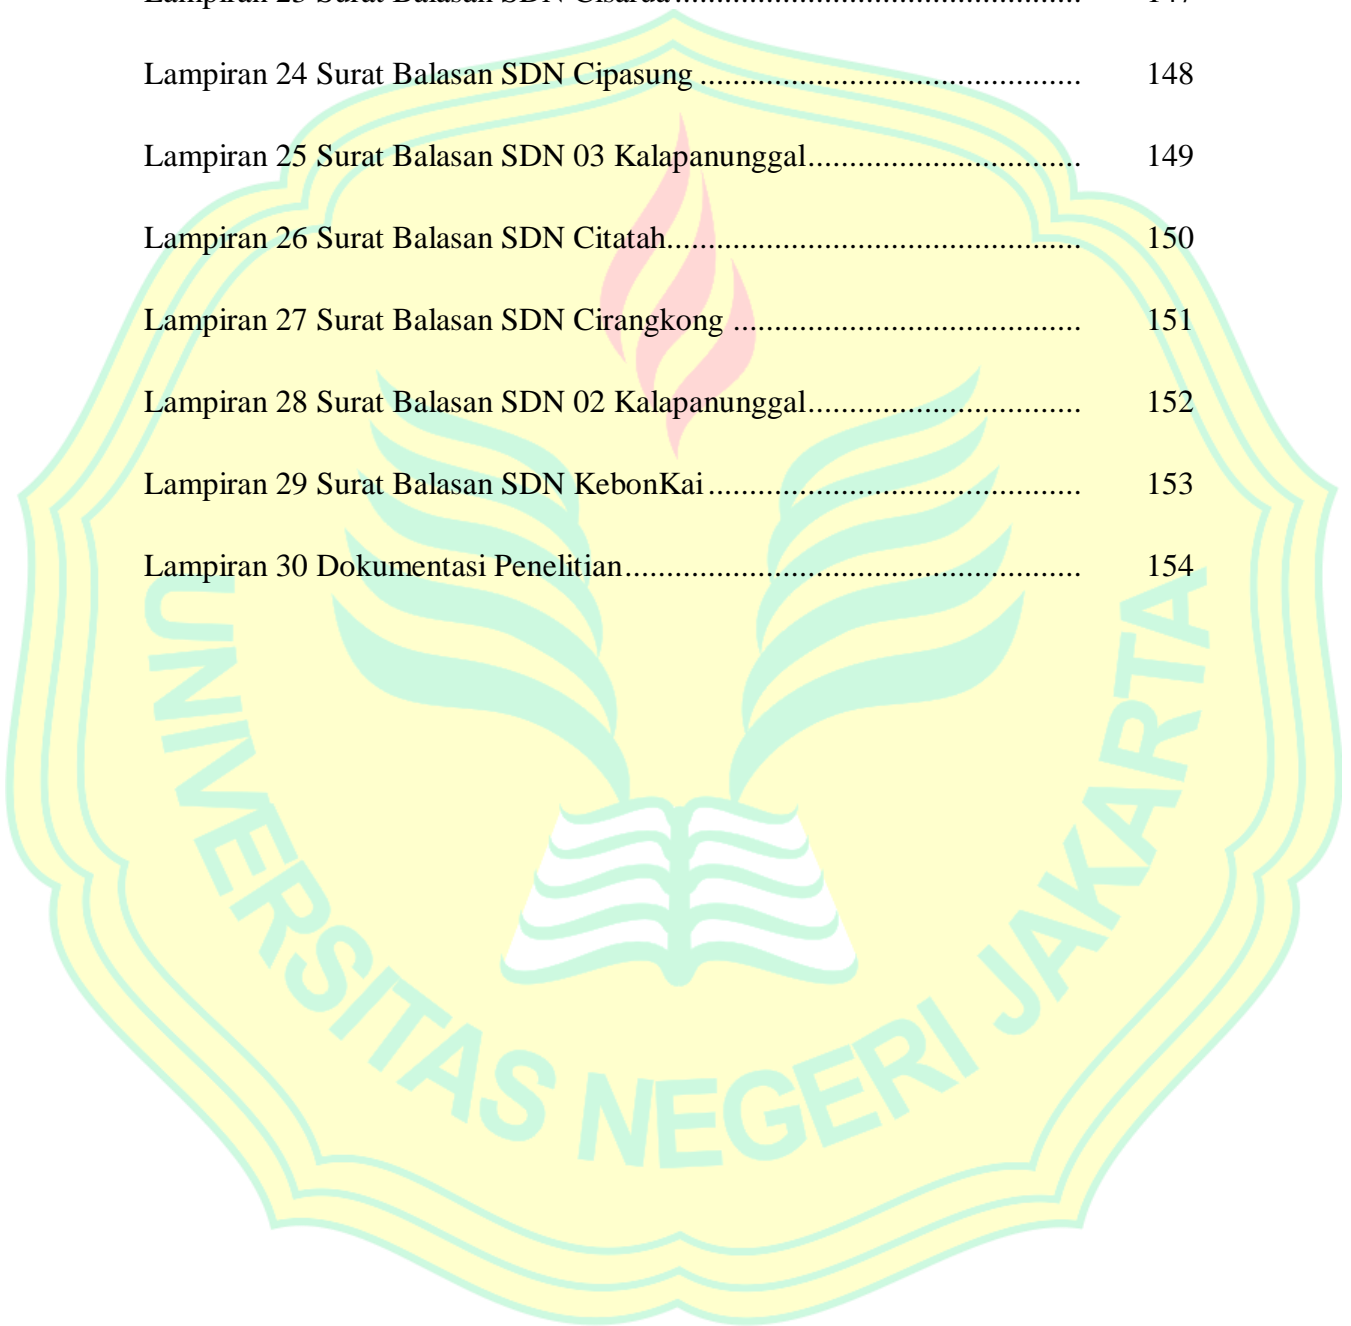 Lampiran 24 Surat Balasan SDN Cipasung .............................................. 148
Lampiran 25 Surat Balasan SDN 03 Kalapanunggal................................. 149
Lampiran 26 Surat Balasan SDN Citatah.................................................. 150
Lampiran 27 Surat Balasan SDN Cirangkong .......................................... 151
Lampiran 28 Surat Balasan SDN 02 Kalapanunggal................................. 152
Lampiran 29 Surat Balasan SDN KebonKai ............................................. 153
Lampiran 30 Dokumentasi Penelitian....................................................... 154
UNIVERSITAS NEGERI JAKARTA